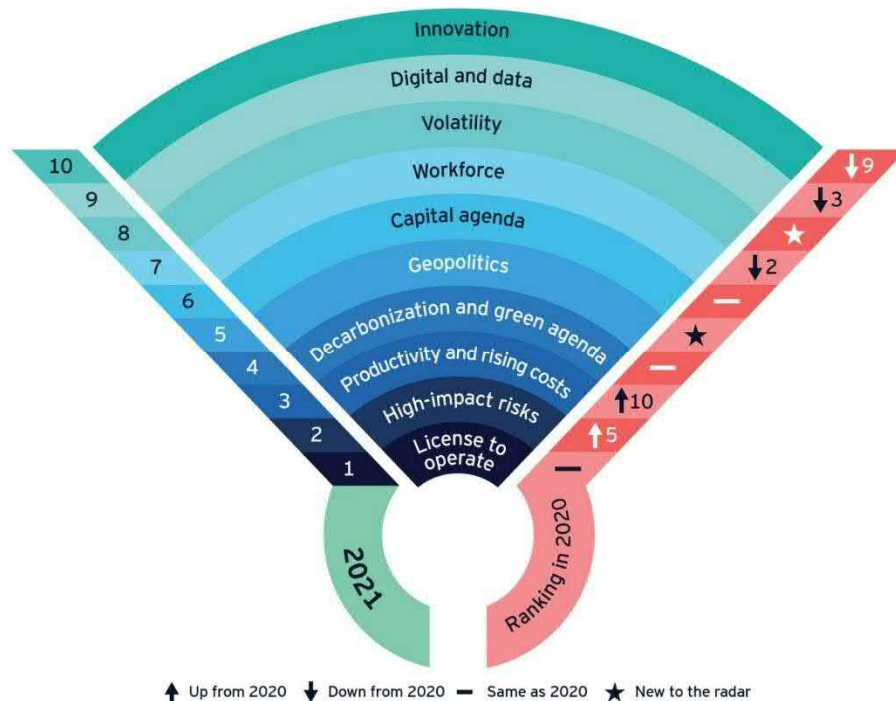 Innovation
Digital and data
Volatility
Workforce
Capital agenda
Geopolitics
Decarbonization and green agenda
Productivity and rising costs
High-impact risks
License to
operate
10
9
8
7
6
5
4
3
2
1
2021
9
3
2
10
5
Ranking in 2020
Up from 2020
Down from 2020
Same as 2020
New to the radar